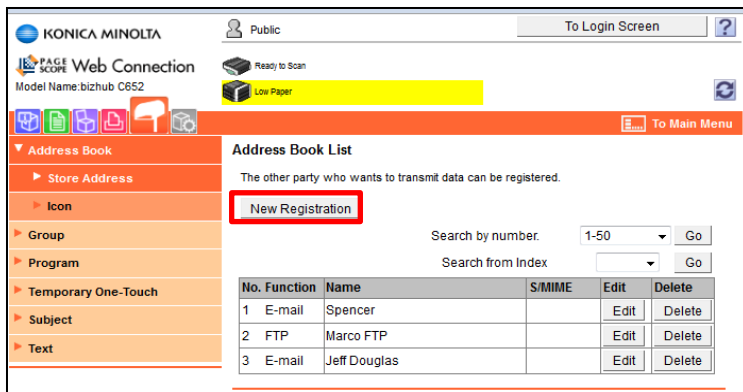 KONICA MINOLTA
Public
To Login Screen
?
PAGE SCOPE Web Connection
Ready to Scan
Model Name:bizhub C652
Low Paper
To Main Menu
Address Book
Store Address
Icon
Group
Program
Temporary One-Touch
Subject
Text
Address Book List
The other party who wants to transmit data can be registered.
New Registration
Search by number. 1-50 Go
Search from Index Go
No. Function Name S/MIME Edit Delete
1 E-mail Spencer Edit Delete
2 FTP Marco FTP Edit Delete
3 E-mail Jeff Douglas Edit Delete